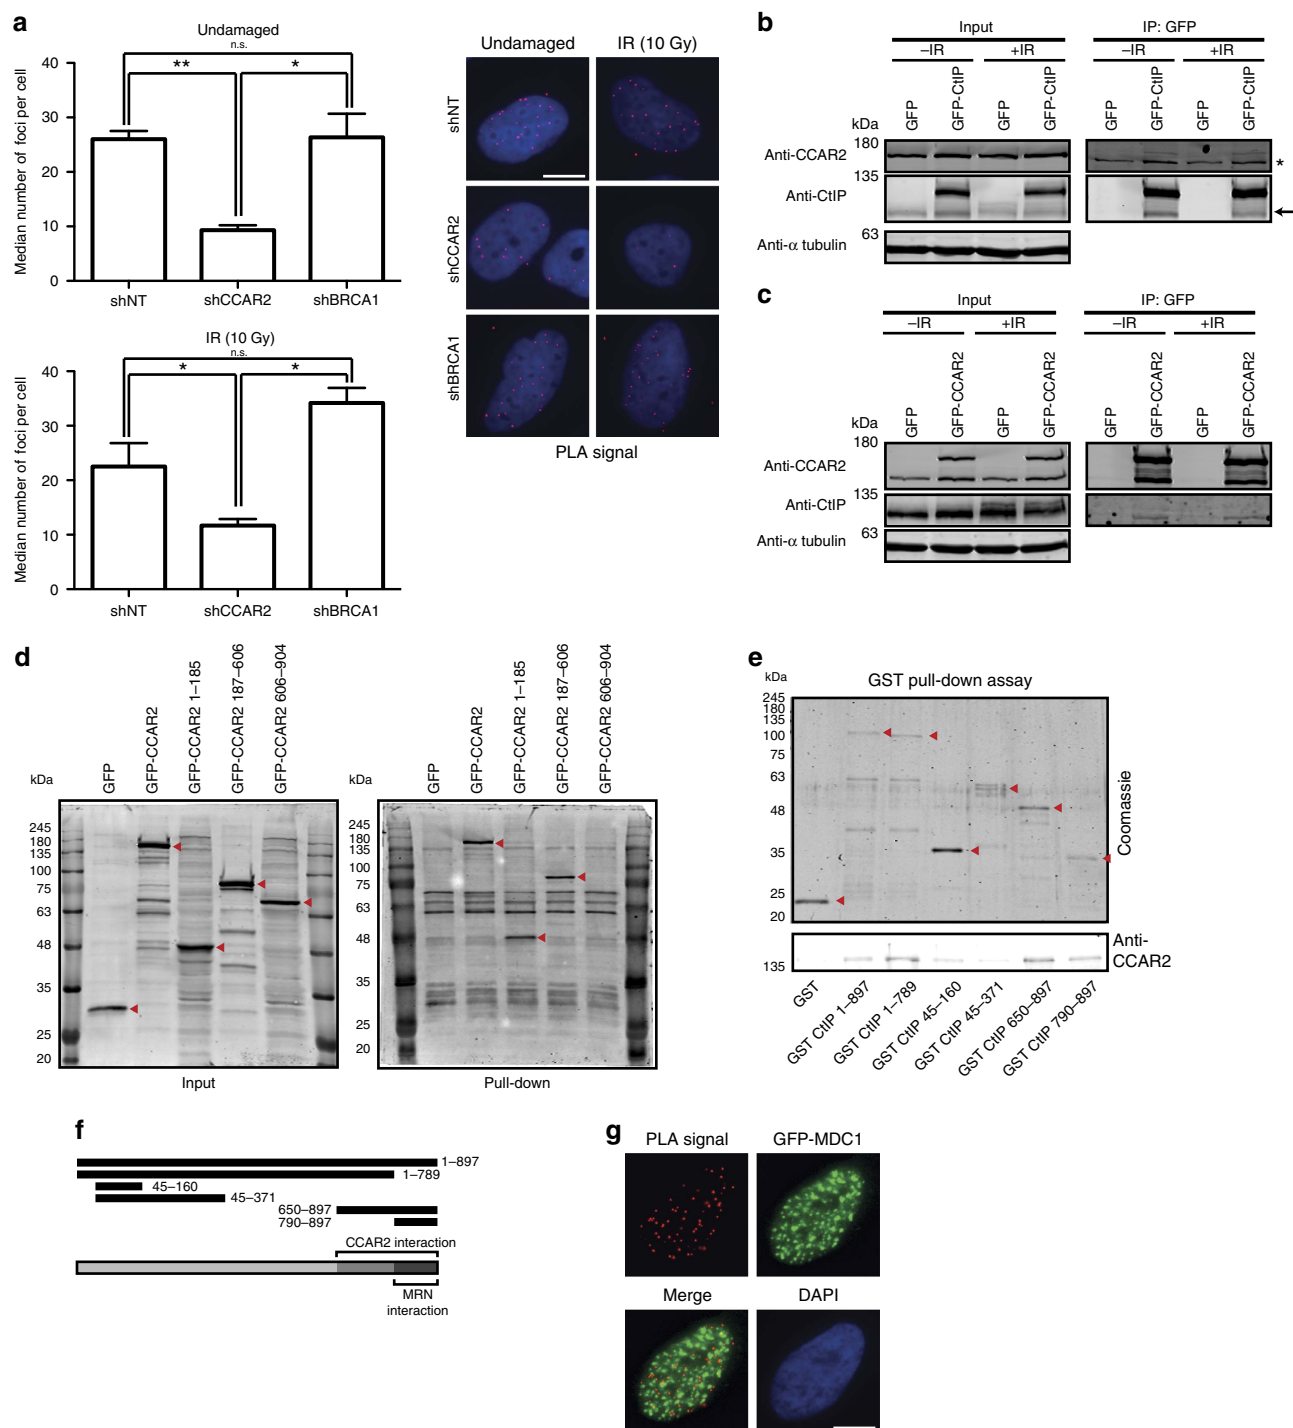 a
Undamaged
n.s.
**
*
Median number of foci per cell
40
30
20
10
0
shNT
shCCAR2
shBRCA1
IR (10 Gy)
n.s.
*
*
Median number of foci per cell
40
30
20
10
0
shNT
shCCAR2
shBRCA1
Undamaged
IR (10 Gy)
shNT
shCCAR2
shBRCA1
PLA signal
b
Input
IP: GFP
–IR
+IR
–IR
+IR
GFP
GFP-CtIP
GFP
GFP-CtIP
GFP
GFP-CtIP
GFP
GFP-CtIP
kDa
180
Anti-CCAR2
*
135
Anti-CtIP
63
Anti-α tubulin
c
Input
IP: GFP
–IR
+IR
–IR
+IR
GFP
GFP-CCAR2
GFP
GFP-CCAR2
GFP
GFP-CCAR2
GFP
GFP-CCAR2
kDa
180
Anti-CCAR2
135
Anti-CtIP
63
Anti-α tubulin
d
GFP
GFP-CCAR2
GFP-CCAR2 1–185
GFP-CCAR2 187–606
GFP-CCAR2 606–904
kDa
245
180
135
100
75
63
48
35
25
20
Input
GFP
GFP-CCAR2
GFP-CCAR2 1–185
GFP-CCAR2 187–606
GFP-CCAR2 606–904
kDa
245
180
135
100
75
63
48
35
25
20
Pull-down
e
kDa
GST pull-down assay
245
180
135
100
75
63
48
35
25
20
Coomassie
135
Anti-
CCAR2
GST
GST CtIP 1–897
GST CtIP 1–789
GST CtIP 45–160
GST CtIP 45–371
GST CtIP 650–897
GST CtIP 790–897
f
1–897
1–789
45–160
45–371
650–897
790–897
CCAR2 interaction
MRN
interaction
g
PLA signal
GFP-MDC1
Merge
DAPI